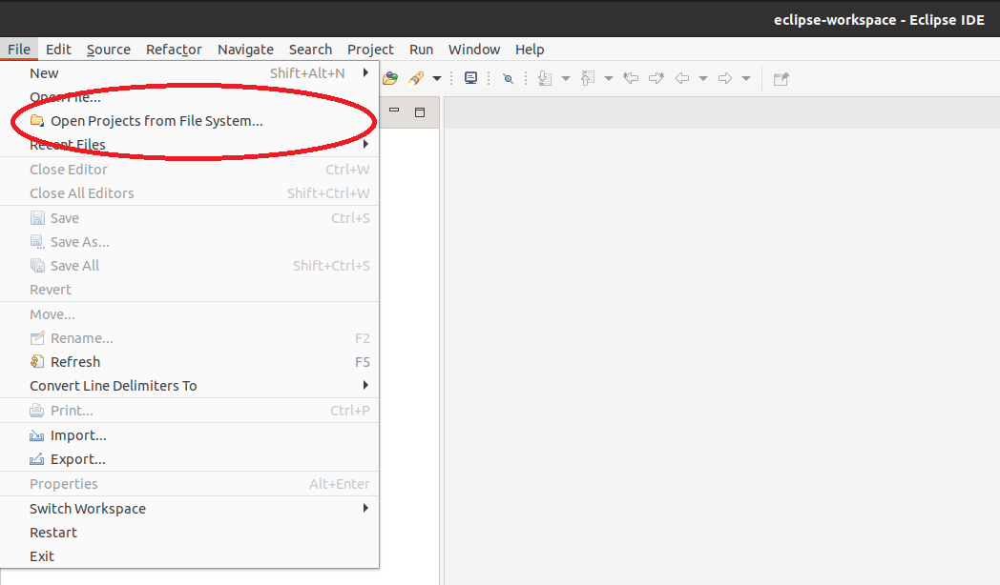 eclipse-workspace - Eclipse IDE
File Edit Source Refactor Navigate Search Project Run Window Help
New Shift+Alt+N
Open File...
Open Projects from File System...
Recent Files
Close Editor Ctrl+W
Close All Editors Shift+Ctrl+W
Save Ctrl+S
Save As...
Save All Shift+Ctrl+S
Revert
Move...
Rename... F2
Refresh F5
Convert Line Delimiters To
Print... Ctrl+P
Import...
Export...
Properties Alt+Enter
Switch Workspace
Restart
Exit